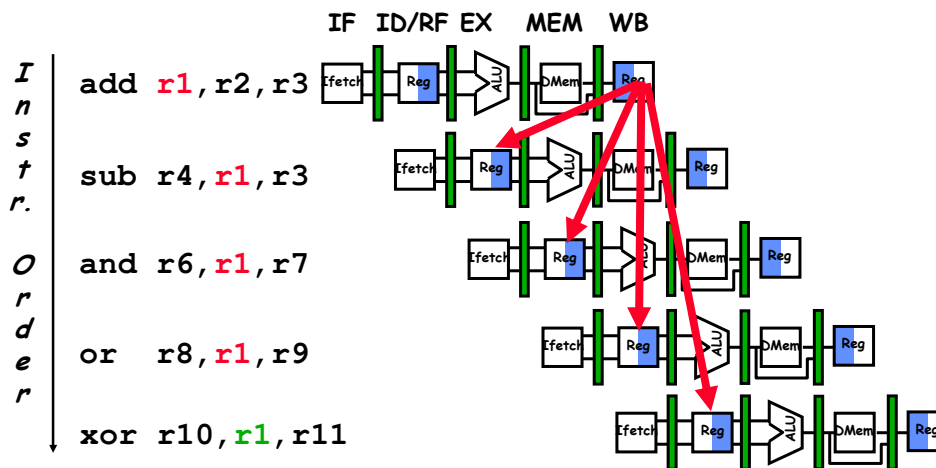 IF ID/RF EX MEM WB
Instr. Order
add r1,r2,r3
Ifetch Reg ALU DMem Reg
sub r4,r1,r3
Ifetch Reg ALU DMem Reg
and r6,r1,r7
Ifetch Reg ALU DMem Reg
or r8,r1,r9
Ifetch Reg ALU DMem Reg
xor r10,r1,r11
Ifetch Reg ALU DMem Reg